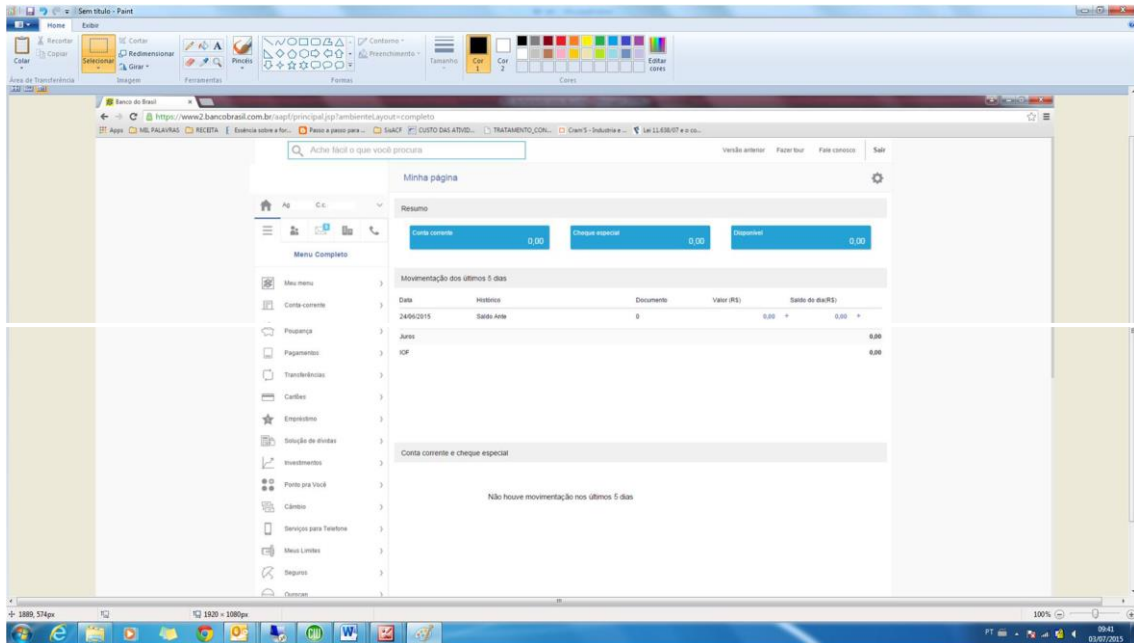 Sem título - Paint
Home Exibir
Colar
Recortar
Copiar
Área de Transferência
Selecionar
Cortar
Redimensionar
Girar
Imagem
Ferramentas
Pincéis
Contorno
Preenchimento
Formas
Tamanho
Cor 1
Cor 2
Editar cores
Cores
Banco do Brasil
https://www2.bancobrasil.com.br/aapf/principal.jsp?ambienteLayout=completo
Apps MIL PALAVRAS RECEITA Essência sobre a for... Passo a passo para ... SisACF CUSTO DAS ATIVID... TRATAMENTO_CON... Ciam'5 - Industria e ... Lei 11.638/07 e o co...
Ache fácil o que você procura
Versão anterior Fazer tour Fale conosco Sair
Minha página
Ag C.c.
Resumo
Conta corrente 0,00
Cheque especial 0,00
Disponível 0,00
Menu Completo
Movimentação dos últimos 5 dias
Meu menu
Data Histórico Documento Valor (R$) Saldo do dia(R$)
Conta-corrente
24/06/2015 Saldo Ante 0 0,00 + 0,00 +
Poupança
Juros 0,00
Pagamentos
IOF 0,00
Transferências
Cartões
Empréstimo
Solução de dívidas
Conta corrente e cheque especial
Investimentos
Ponto pra Você
Não houve movimentação nos últimos 5 dias
Câmbio
Serviços para Telefone
Meus Limites
Seguros
1889, 574px
1920 × 1080px
100%
PT
09:41
03/07/2015